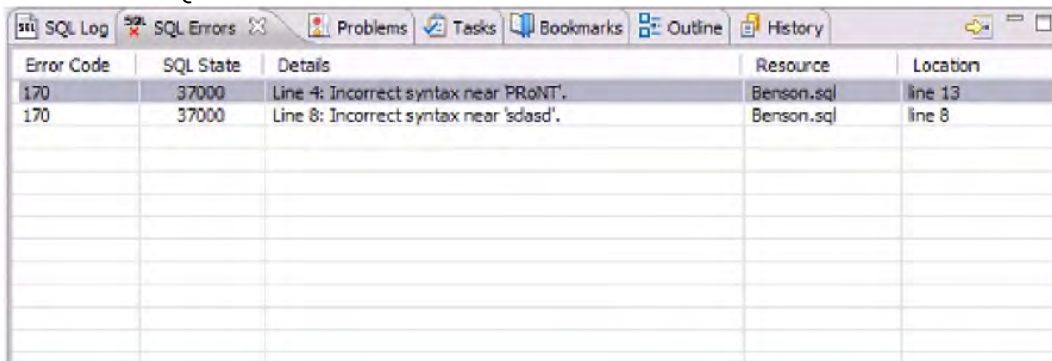 SQL Log SQL Errors Problems Tasks Bookmarks Outline History
Error Code SQL State Details Resource Location
170 37000 Line 4: Incorrect syntax near 'PRoNT'. Benson.sql line 13
170 37000 Line 8: Incorrect syntax near 'sdasd'. Benson.sql line 8